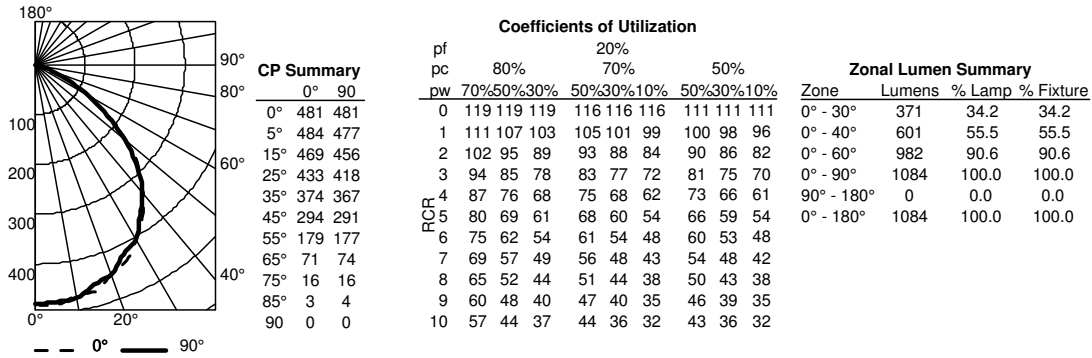 180°
90°
80°
60°
40°
100
200
300
400
0° 20°
0° 90°
CP Summary
0° 90
0° 481 481
5° 484 477
15° 469 456
25° 433 418
35° 374 367
45° 294 291
55° 179 177
65° 71 74
75° 16 16
85° 3 4
90 0 0
Coefficients of Utilization
pf 20%
pc 80% 70% 50%
pw 70%50%30% 50%30%10% 50%30%10%
RCR
0 119 119 119 116 116 116 111 111 111
1 111 107 103 105 101 99 100 98 96
2 102 95 89 93 88 84 90 86 82
3 94 85 78 83 77 72 81 75 70
4 87 76 68 75 68 62 73 66 61
5 80 69 61 68 60 54 66 59 54
6 75 62 54 61 54 48 60 53 48
7 69 57 49 56 48 43 54 48 42
8 65 52 44 51 44 38 50 43 38
9 60 48 40 47 40 35 46 39 35
10 57 44 37 44 36 32 43 36 32
Zonal Lumen Summary
Zone Lumens % Lamp % Fixture
0° - 30° 371 34.2 34.2
0° - 40° 601 55.5 55.5
0° - 60° 982 90.6 90.6
0° - 90° 1084 100.0 100.0
90° - 180° 0 0.0 0.0
0° - 180° 1084 100.0 100.0